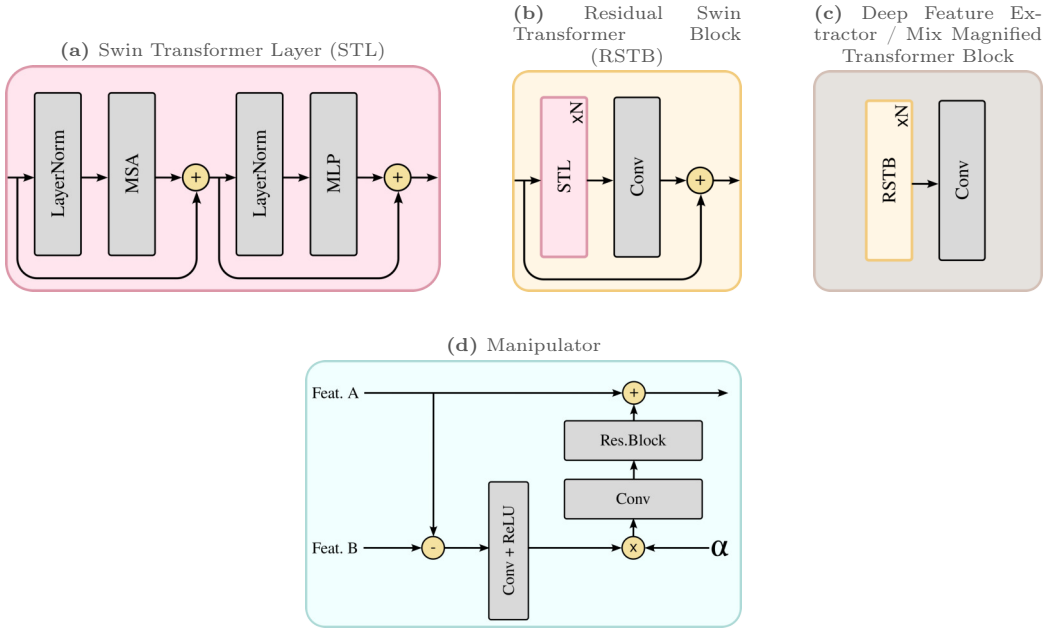 (a) Swin Transformer Layer (STL)
LayerNorm
MSA
+
LayerNorm
MLP
+
(b) Residual Swin
Transformer Block
(RSTB)
STL
xN
Conv
+
(c) Deep Feature Ex-
tractor / Mix Magnified
Transformer Block
RSTB
xN
Conv
(d) Manipulator
Feat. A
+
Res.Block
Conv
Feat. B
-
Conv + ReLU
x
α